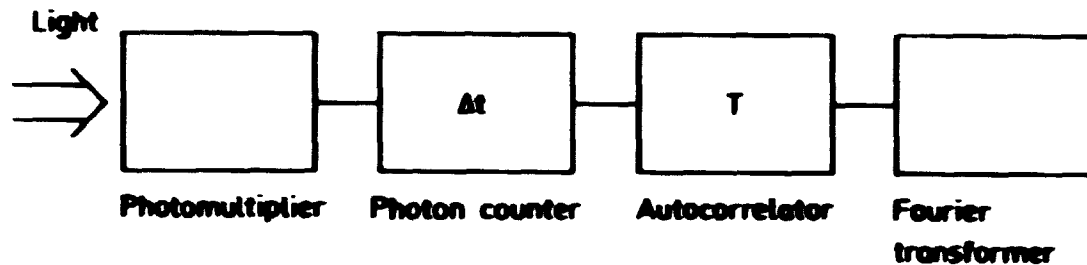 Light
Δt
T
Photomultiplier
Photon counter
Autocorrelator
Fourier
transformer